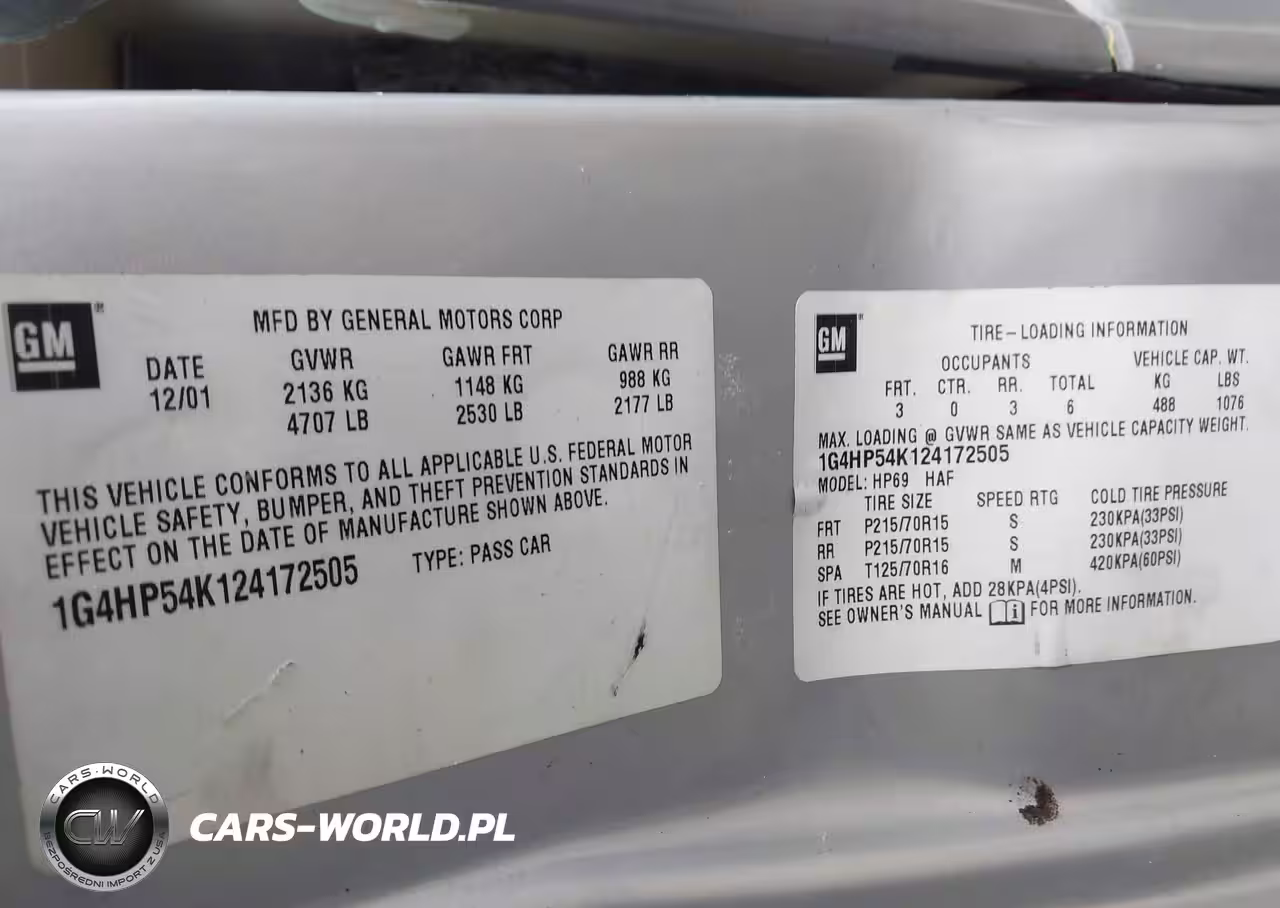 GM ®
MFD BY GENERAL MOTORS CORP
DATE GVWR GAWR FRT GAWR RR
12/01 2136 KG 1148 KG 988 KG
4707 LB 2530 LB 2177 LB
THIS VEHICLE CONFORMS TO ALL APPLICABLE U.S. FEDERAL MOTOR
VEHICLE SAFETY, BUMPER, AND THEFT PREVENTION STANDARDS IN
EFFECT ON THE DATE OF MANUFACTURE SHOWN ABOVE.
1G4HP54K124172505 TYPE: PASS CAR
GM ®
TIRE-LOADING INFORMATION
OCCUPANTS VEHICLE CAP. WT.
FRT. CTR. RR. TOTAL KG LBS
3 0 3 6 488 1076
MAX. LOADING @ GVWR SAME AS VEHICLE CAPACITY WEIGHT.
1G4HP54K124172505
MODEL: HP69 HAF
TIRE SIZE SPEED RTG COLD TIRE PRESSURE
FRT P215/70R15 S 230KPA(33PSI)
RR P215/70R15 S 230KPA(33PSI)
SPA T125/70R16 M 420KPA(60PSI)
IF TIRES ARE HOT, ADD 28KPA(4PSI).
SEE OWNER'S MANUAL i FOR MORE INFORMATION.
CARS-WORLD
CW
BEZPOŚREDNI IMPORT Z USA
CARS-WORLD.PL